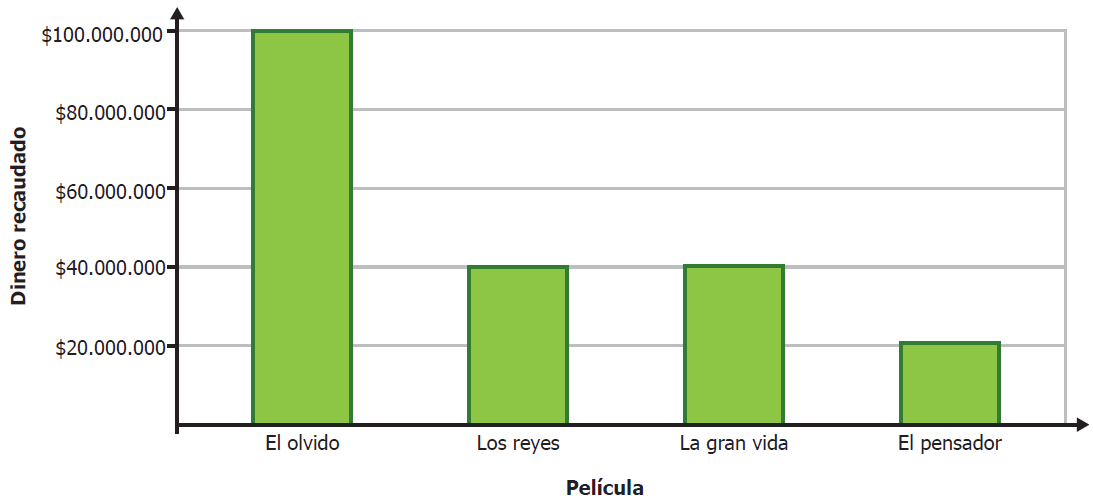 Dinero recaudado
$100.000.000
$80.000.000
$60.000.000
$40.000.000
$20.000.000
El olvido
Los reyes
La gran vida
El pensador
Película